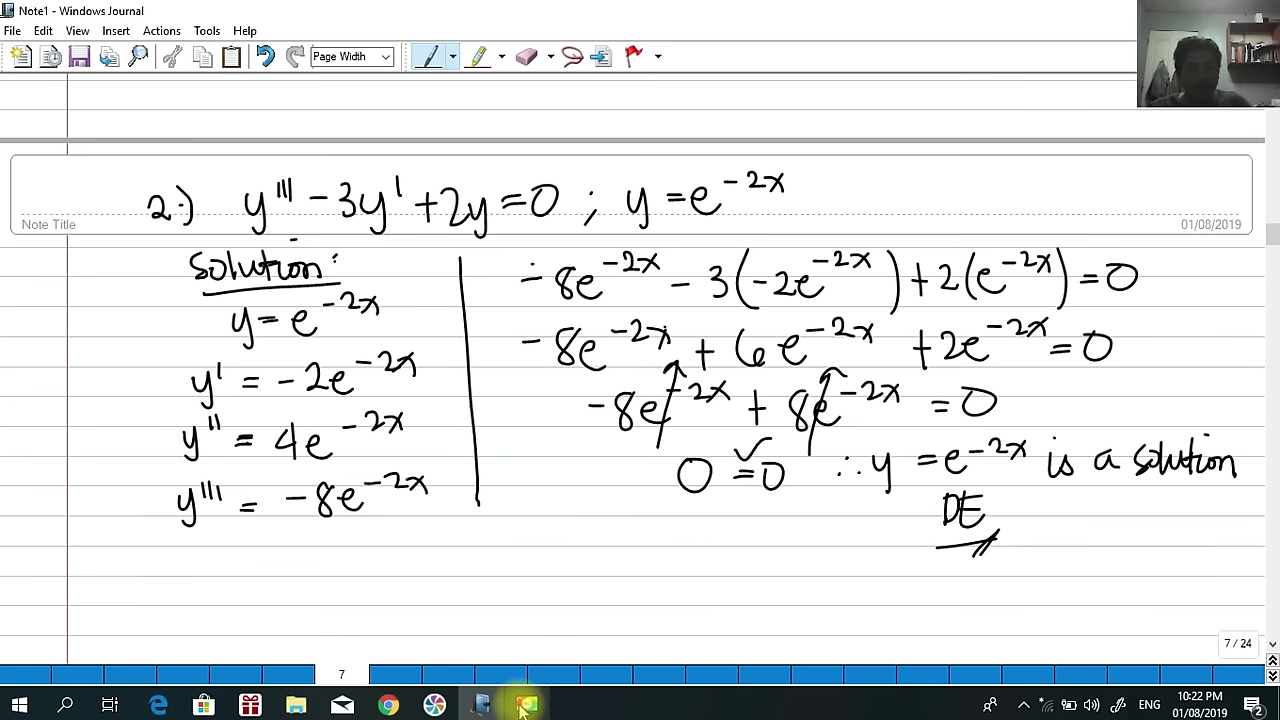 Note1 - Windows Journal
File Edit View Insert Actions Tools Help
Page Width
2.) y''' - 3y' + 2y = 0 ; y = e^{-2x}
Note Title
01/08/2019
Solution:
y = e^{-2x}
y' = -2e^{-2x}
y'' = 4e^{-2x}
y''' = -8e^{-2x}
-8e^{-2x} - 3(-2e^{-2x}) + 2(e^{-2x}) = 0
-8e^{-2x} + 6e^{-2x} + 2e^{-2x} = 0
-8e^{-2x} + 8e^{-2x} = 0
0 = 0 ✓ ∴ y = e^{-2x} is a solution
DE
7 / 24
7
ENG
10:22 PM
01/08/2019
2